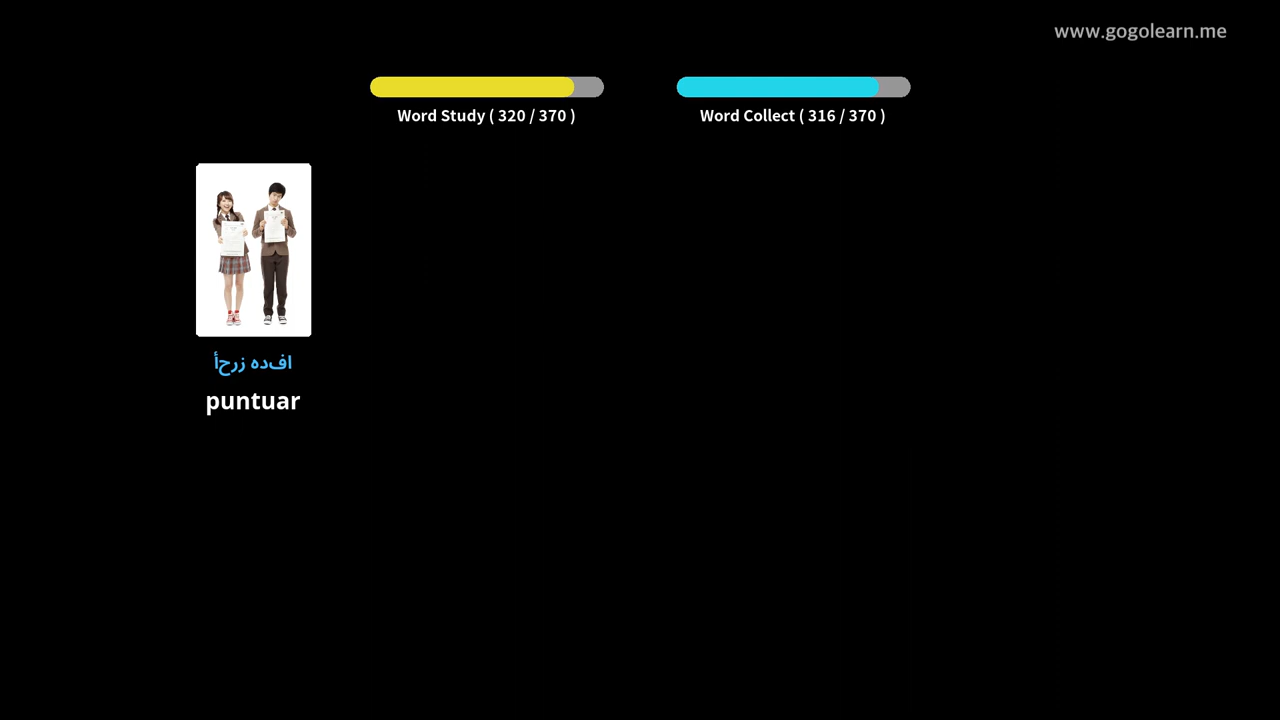 www.gogolearn.me
Word Study ( 320 / 370 )
Word Collect ( 316 / 370 )
افده زرحأ
puntuar